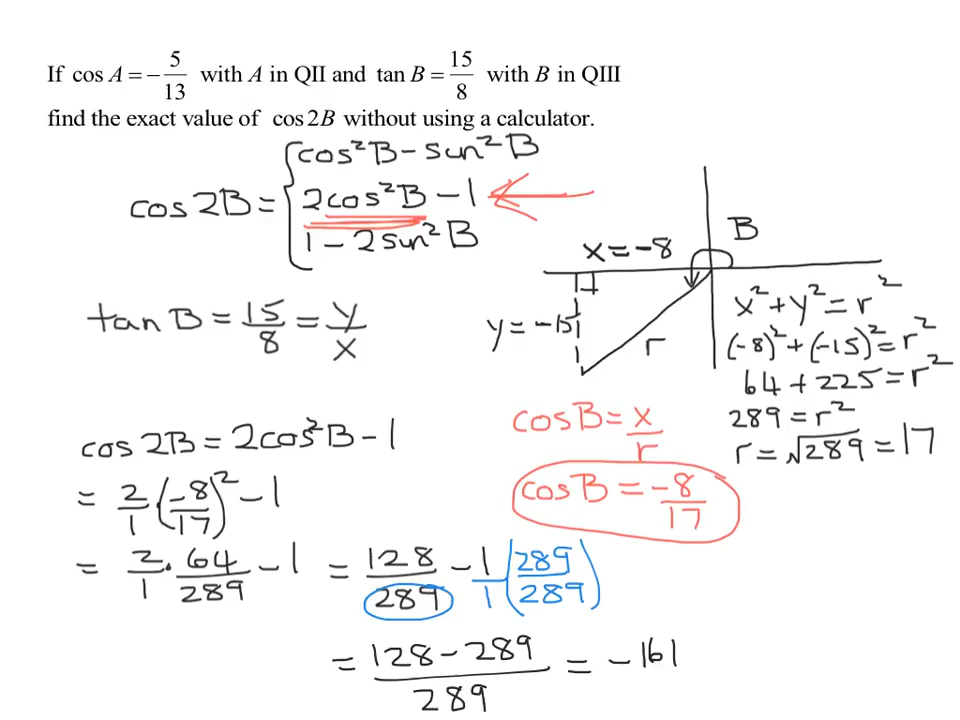 If cos A = −5/13 with A in QII and tan B = 15/8 with B in QIII
find the exact value of cos 2B without using a calculator.
cos 2B = { cos²B − sin²B
2cos²B − 1
1 − 2 sin²B
B
x = −8
y = −15
r
tan B = 15/8 = y/x
x² + y² = r²
(−8)² + (−15)² = r²
64 + 225 = r²
289 = r²
r = √289 = 17
cos B = x/r
cos B = −8/17
cos 2B = 2cos²B − 1
= 2/1 (−8/17)² − 1
= 2/1 · 64/289 − 1 = 128/289 − 1/1 (289/289)
= 128 − 289/289 = −161